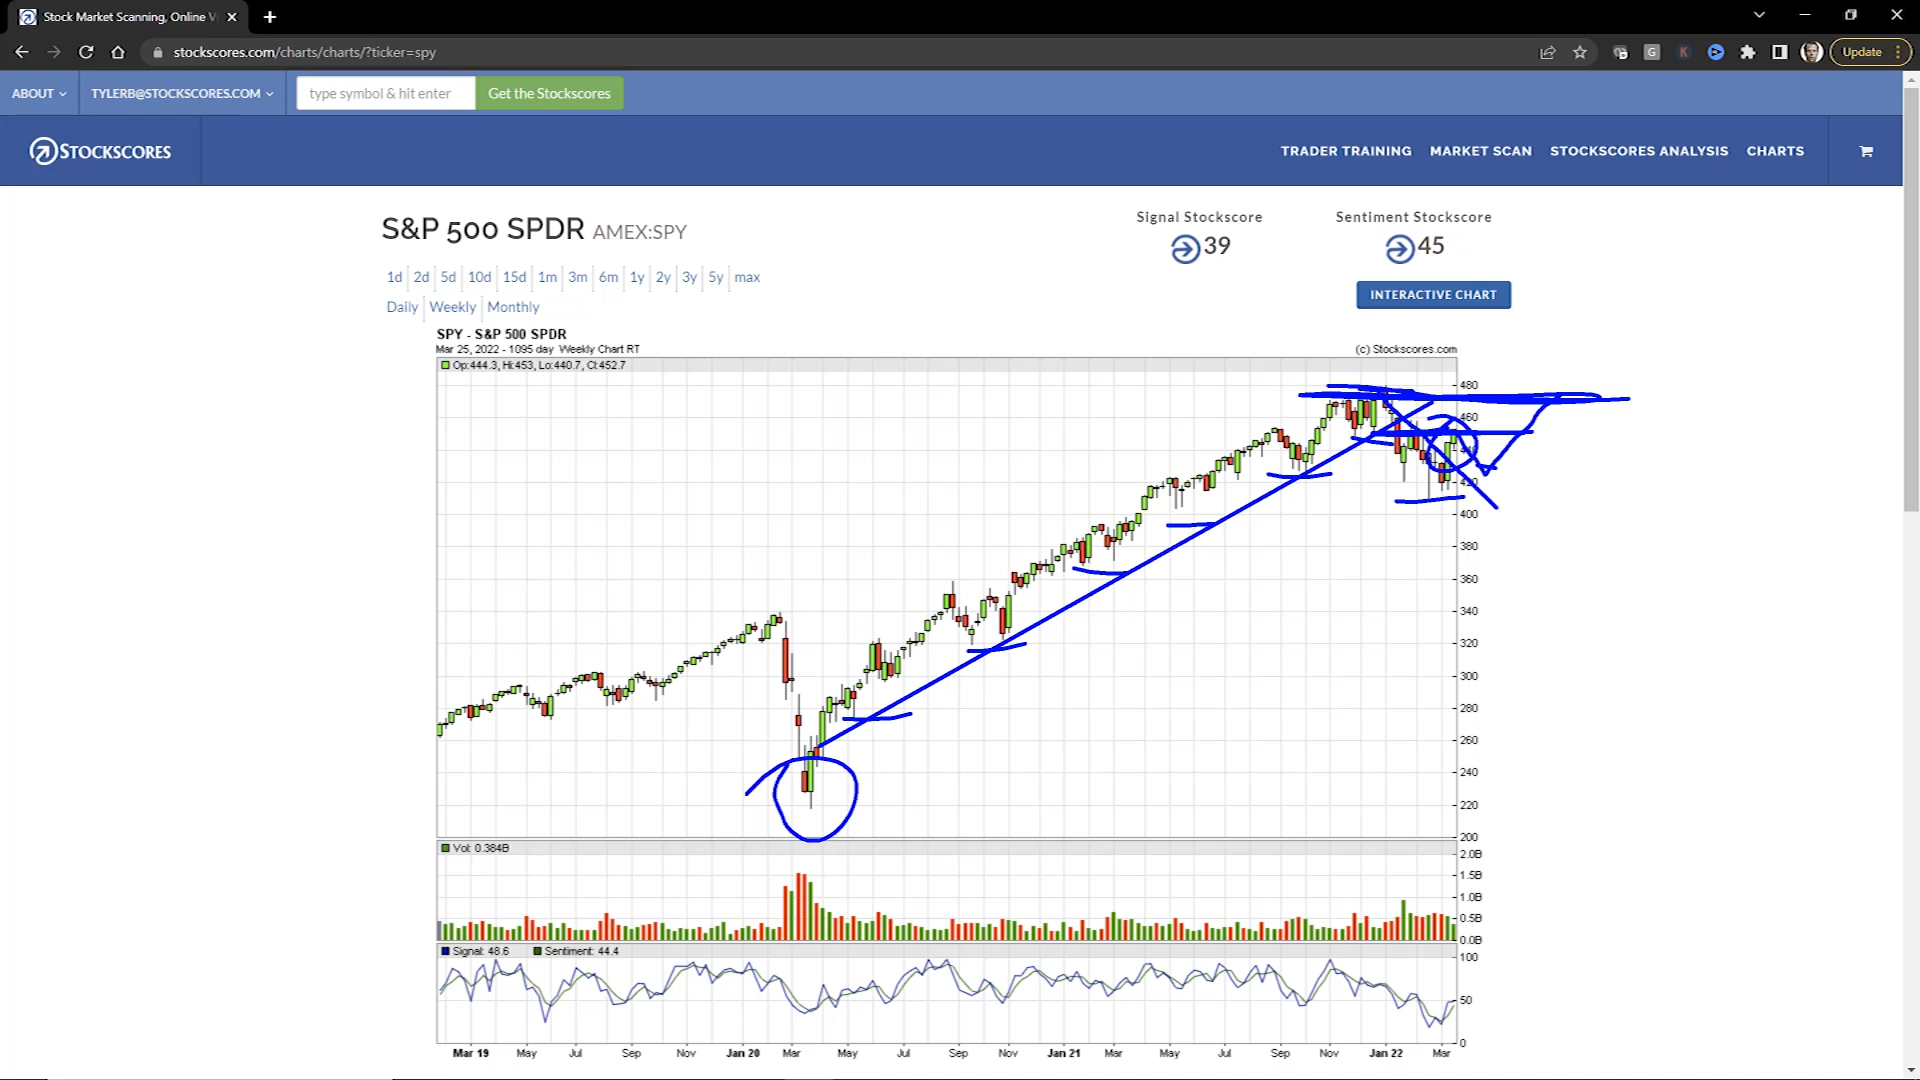 Stock Market Scanning, Online V
stockscores.com/charts/charts/?ticker=spy
Update
ABOUT
TYLERB@STOCKSCORES.COM
type symbol & hit enter
Get the Stockscores
STOCKSCORES
TRADER TRAINING
MARKET SCAN
STOCKSCORES ANALYSIS
CHARTS
S&P 500 SPDR AMEX:SPY
Signal Stockscore
39
Sentiment Stockscore
45
1d 2d 5d 10d 15d 1m 3m 6m 1y 2y 3y 5y max
INTERACTIVE CHART
Daily Weekly Monthly
SPY - S&P 500 SPDR
Mar 25, 2022 - 1095 day Weekly Chart RT
(c) Stockscores.com
Op:444.3, Hi:453, Lo:440.7, Cl:452.7
480
460
440
420
400
380
360
340
320
300
280
260
240
220
200
Vol: 0.384B
2.0B
1.5B
1.0B
0.5B
0.0B
Signal: 48.6 Sentiment: 44.4
100
50
0
Mar 19 May Jul Sep Nov Jan 20 Mar May Jul Sep Nov Jan 21 Mar May Jul Sep Nov Jan 22 Mar